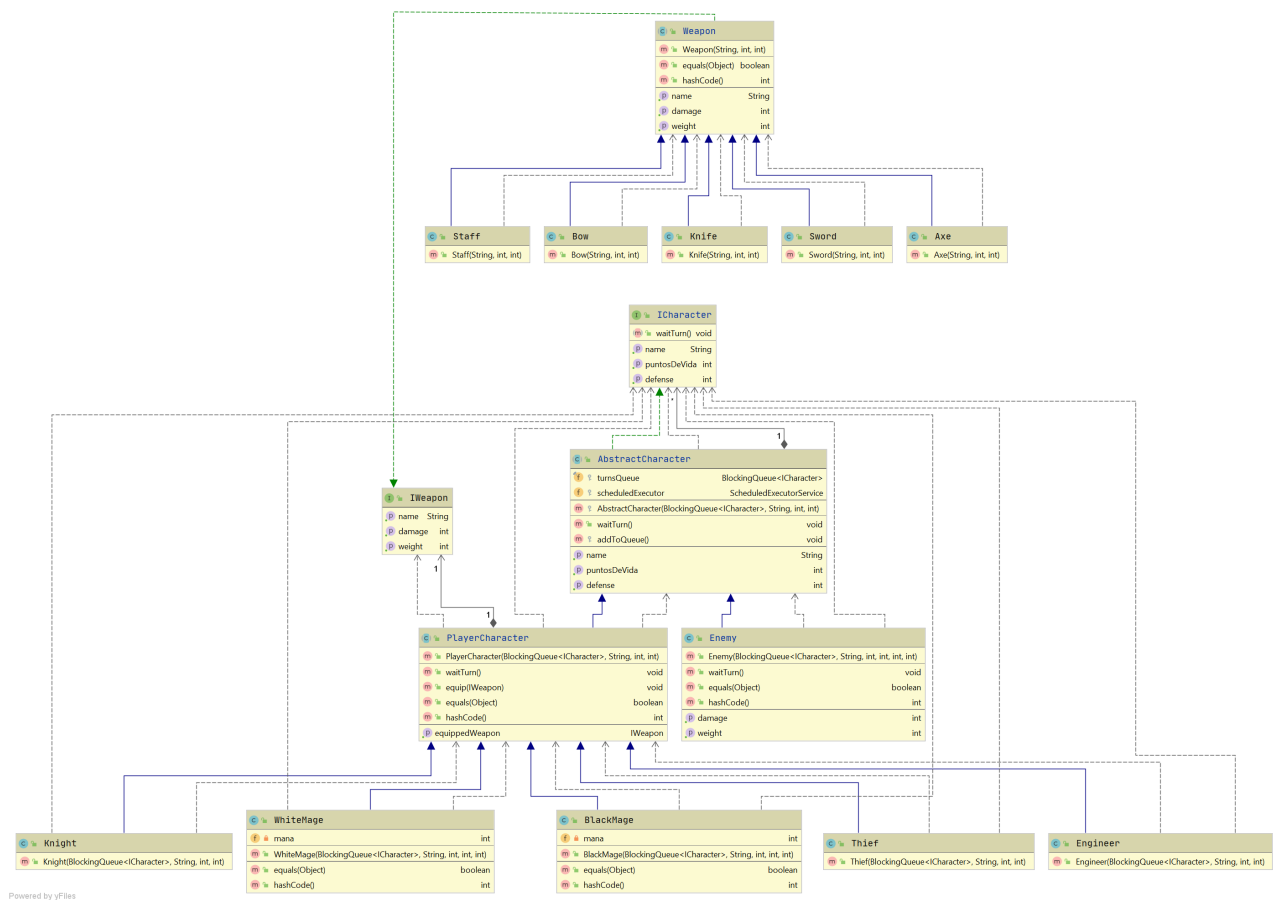 Weapon
Weapon(String, int, int)
equals(Object) boolean
hashCode() int
name String
damage int
weight int
Staff
Staff(String, int, int)
Bow
Bow(String, int, int)
Knife
Knife(String, int, int)
Sword
Sword(String, int, int)
Axe
Axe(String, int, int)
ICharacter
waitTurn() void
name String
puntosDeVida int
defense int
*
1
AbstractCharacter
turnsQueue BlockingQueue<ICharacter>
scheduledExecutor ScheduledExecutorService
AbstractCharacter(BlockingQueue<ICharacter>, String, int, int)
waitTurn() void
addToQueue() void
name String
puntosDeVida int
defense int
IWeapon
name String
damage int
weight int
1
1
PlayerCharacter
PlayerCharacter(BlockingQueue<ICharacter>, String, int, int)
waitTurn() void
equip(IWeapon) void
equals(Object) boolean
hashCode() int
equippedWeapon IWeapon
Enemy
Enemy(BlockingQueue<ICharacter>, String, int, int, int, int)
waitTurn() void
equals(Object) boolean
hashCode() int
damage int
weight int
Knight
Knight(BlockingQueue<ICharacter>, String, int, int)
WhiteMage
mana int
WhiteMage(BlockingQueue<ICharacter>, String, int, int, int)
equals(Object) boolean
hashCode() int
BlackMage
mana int
BlackMage(BlockingQueue<ICharacter>, String, int, int, int)
equals(Object) boolean
hashCode() int
Thief
Thief(BlockingQueue<ICharacter>, String, int, int)
Engineer
Engineer(BlockingQueue<ICharacter>, String, int, int)
Powered by yFiles